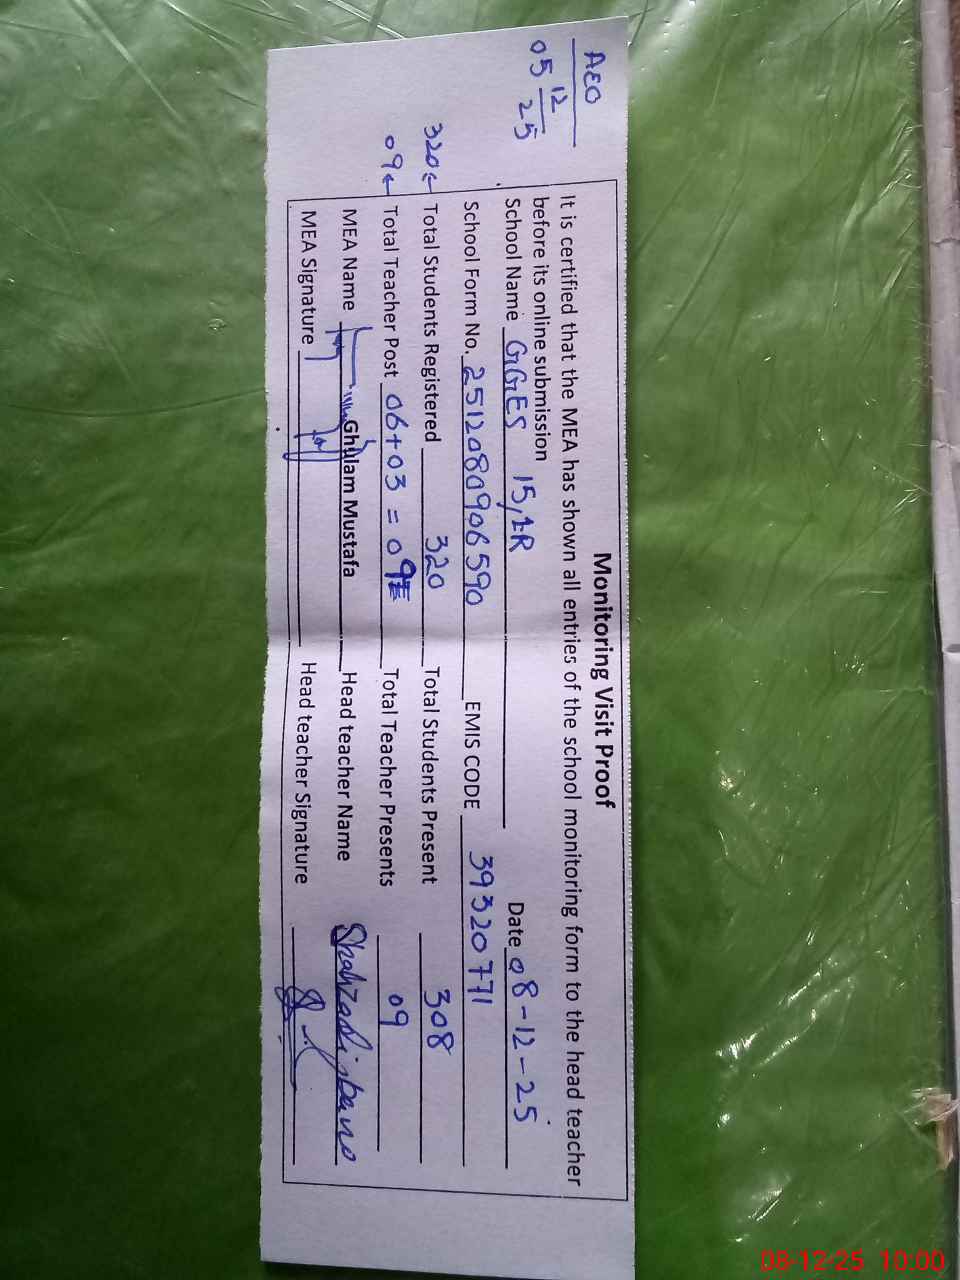 AEO
05 12
25
Monitoring Visit Proof
It is certified that the MEA has shown all entries of the school monitoring form to the head teacher
before its online submission
School Name GGES 15/1R Date 08-12-25
School Form No. 2512080906590 EMIS CODE 39320771
320← Total Students Registered 320 Total Students Present 308
09← Total Teacher Post 06+03 = 09 Total Teacher Presents 09
MEA Name Ghulam Mustafa Head teacher Name Shahzadi bano
MEA Signature Head teacher Signature
08-12-25 10:00